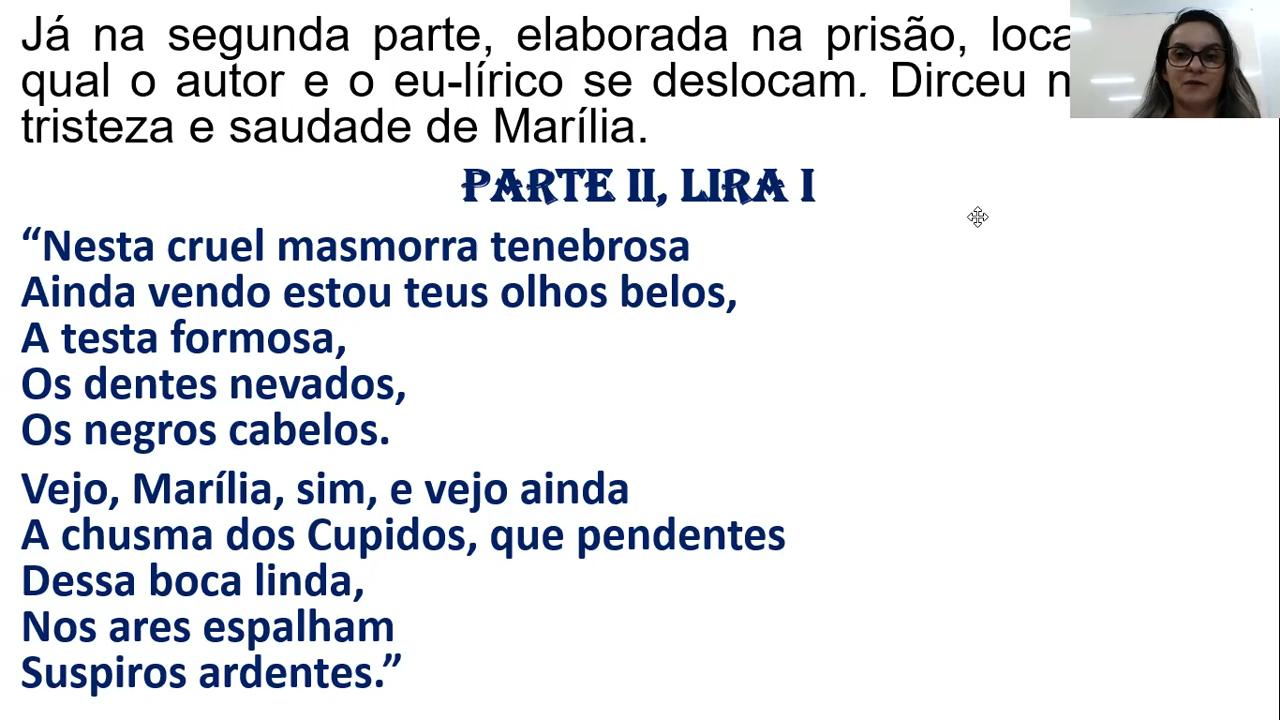 Já na segunda parte, elaborada na prisão,
qual o autor e o eu-lírico se deslocam. Dirceu
tristeza e saudade de Marília.
PARTE II, LIRA I
“Nesta cruel masmorra tenebrosa
Ainda vendo estou teus olhos belos,
A testa formosa,
Os dentes nevados,
Os negros cabelos.
Vejo, Marília, sim, e vejo ainda
A chusma dos Cupidos, que pendentes
Dessa boca linda,
Nos ares espalham
Suspiros ardentes.”